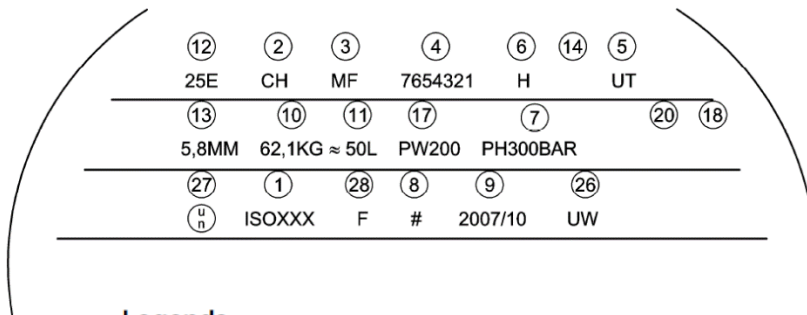 12 2 3 4 6 14 5
25E CH MF 7654321 H UT
13 10 11 17 7 20 18
5,8MM 62,1KG ≈ 50L PW200 PH300BAR
27 1 28 8 9 26
u n ISOXXX F # 2007/10 UW